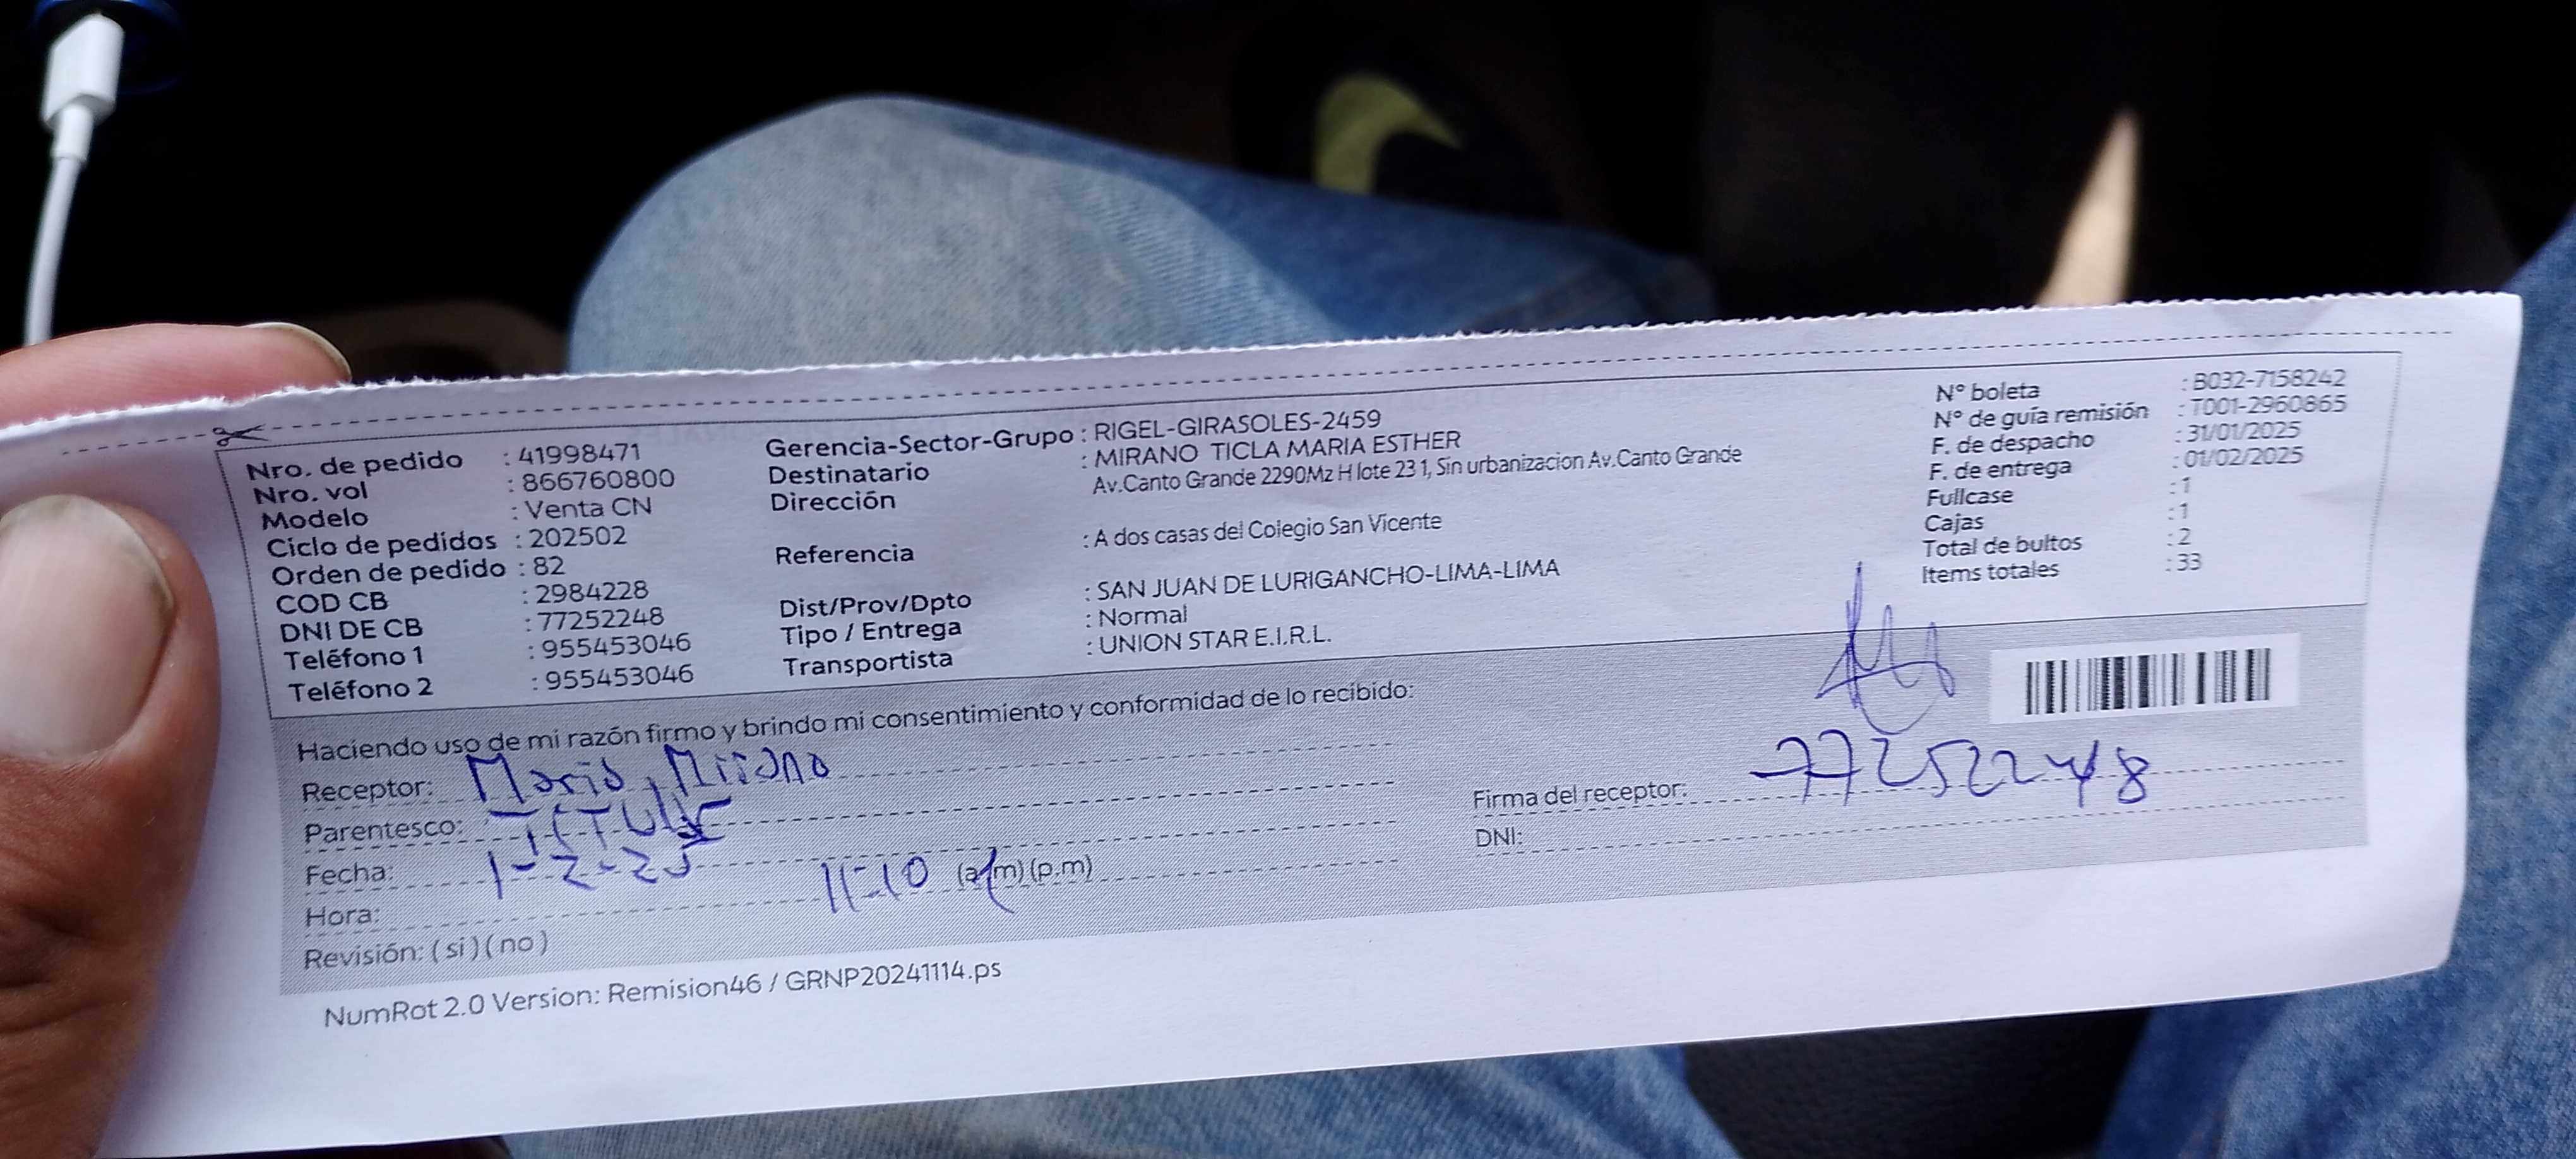 Nro. de pedido : 41998471
Nro. vol : 866760800
Modelo : Venta CN
Ciclo de pedidos : 202502
Orden de pedido : 82
COD CB : 2984228
DNI DE CB : 77252248
Teléfono 1 : 955453046
Teléfono 2 : 955453046
Gerencia-Sector-Grupo : RIGEL-GIRASOLES-2459
Destinatario : MIRANO TICLA MARIA ESTHER
Dirección Av.Canto Grande 2290Mz H lote 23 1, Sin urbanizacion Av.Canto Grande
Referencia : A dos casas del Colegio San Vicente
Dist/Prov/Dpto : SAN JUAN DE LURIGANCHO-LIMA-LIMA
Tipo / Entrega : Normal
Transportista : UNION STAR E.I.R.L.
N° boleta : B032-7158242
N° de guía remisión : T001-2960865
F. de despacho : 31/01/2025
F. de entrega : 01/02/2025
Fullcase : 1
Cajas : 1
Total de bultos : 2
Items totales : 33
Haciendo uso de mi razón firmo y brindo mi consentimiento y conformidad de lo recibido:
Receptor: Maria Mirano
Parentesco: TITULAR
Fecha: 1-2-25
Hora: 11:10 (a.m) (p.m)
Revisión: ( si ) ( no )
Firma del receptor: 77252248
DNI:
NumRot 2.0 Version: Remision46 / GRNP20241114.ps